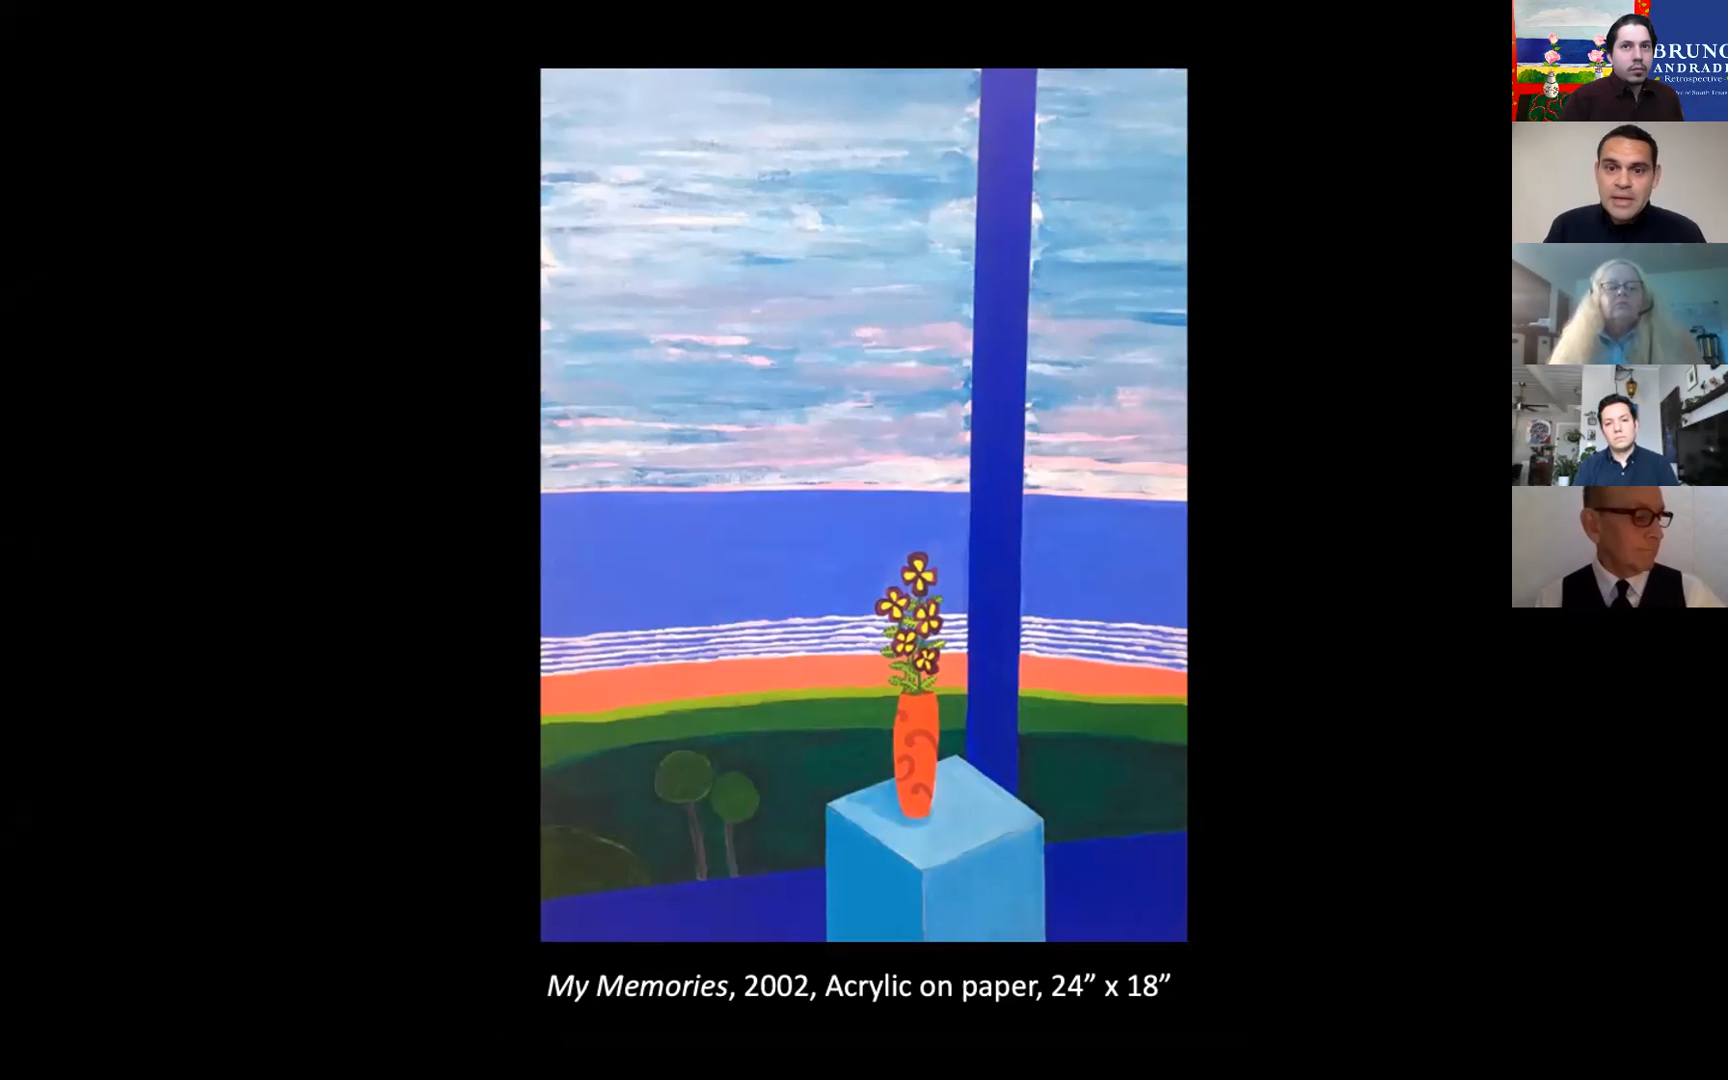 BRUNO
ANDRADE
Retrospective
My Memories, 2002, Acrylic on paper, 24” x 18”